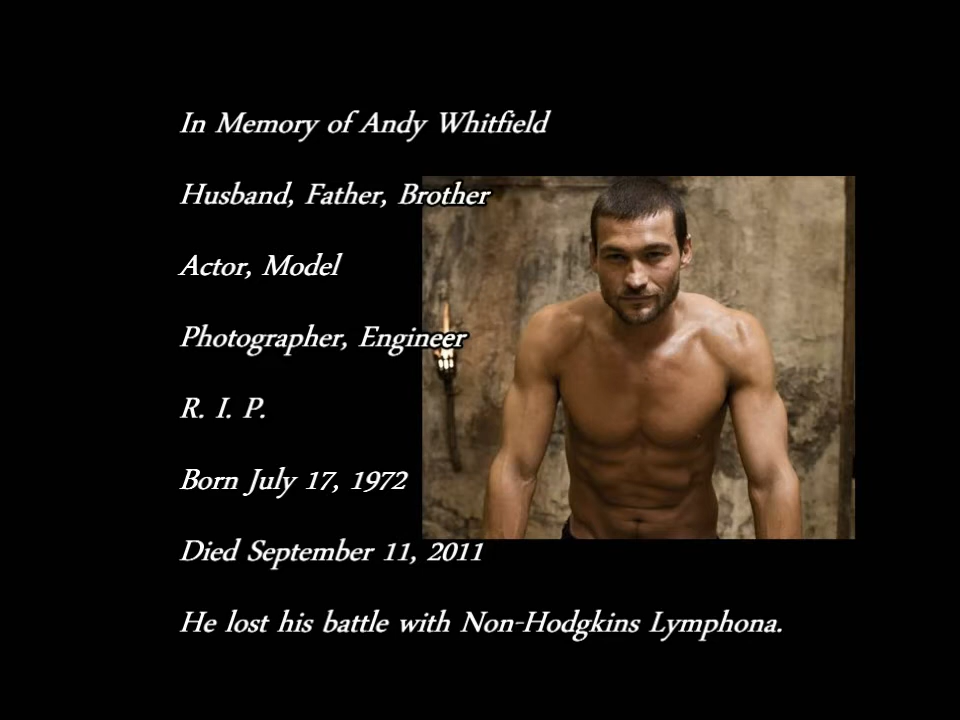 In Memory of Andy Whitfield
Husband, Father, Brother
Actor, Model
Photographer, Engineer
R. I. P.
Born July 17, 1972
Died September 11, 2011
He lost his battle with Non-Hodgkins Lymphona.